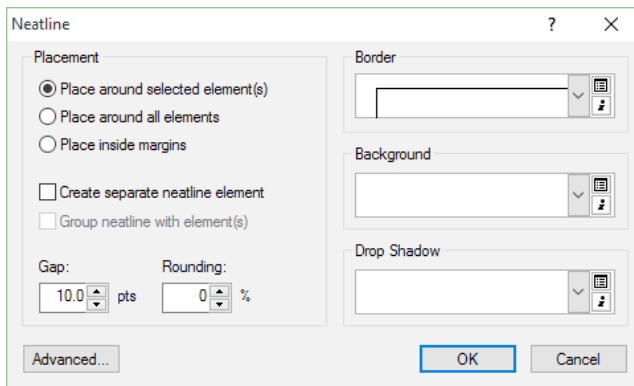 Neatline ?
Placement
Place around selected element(s)
Place around all elements
Place inside margins
Create separate neatline element
Group neatline with element(s)
Gap: Rounding:
10.0 pts 0 %
Border
Background
Drop Shadow
Advanced... OK Cancel